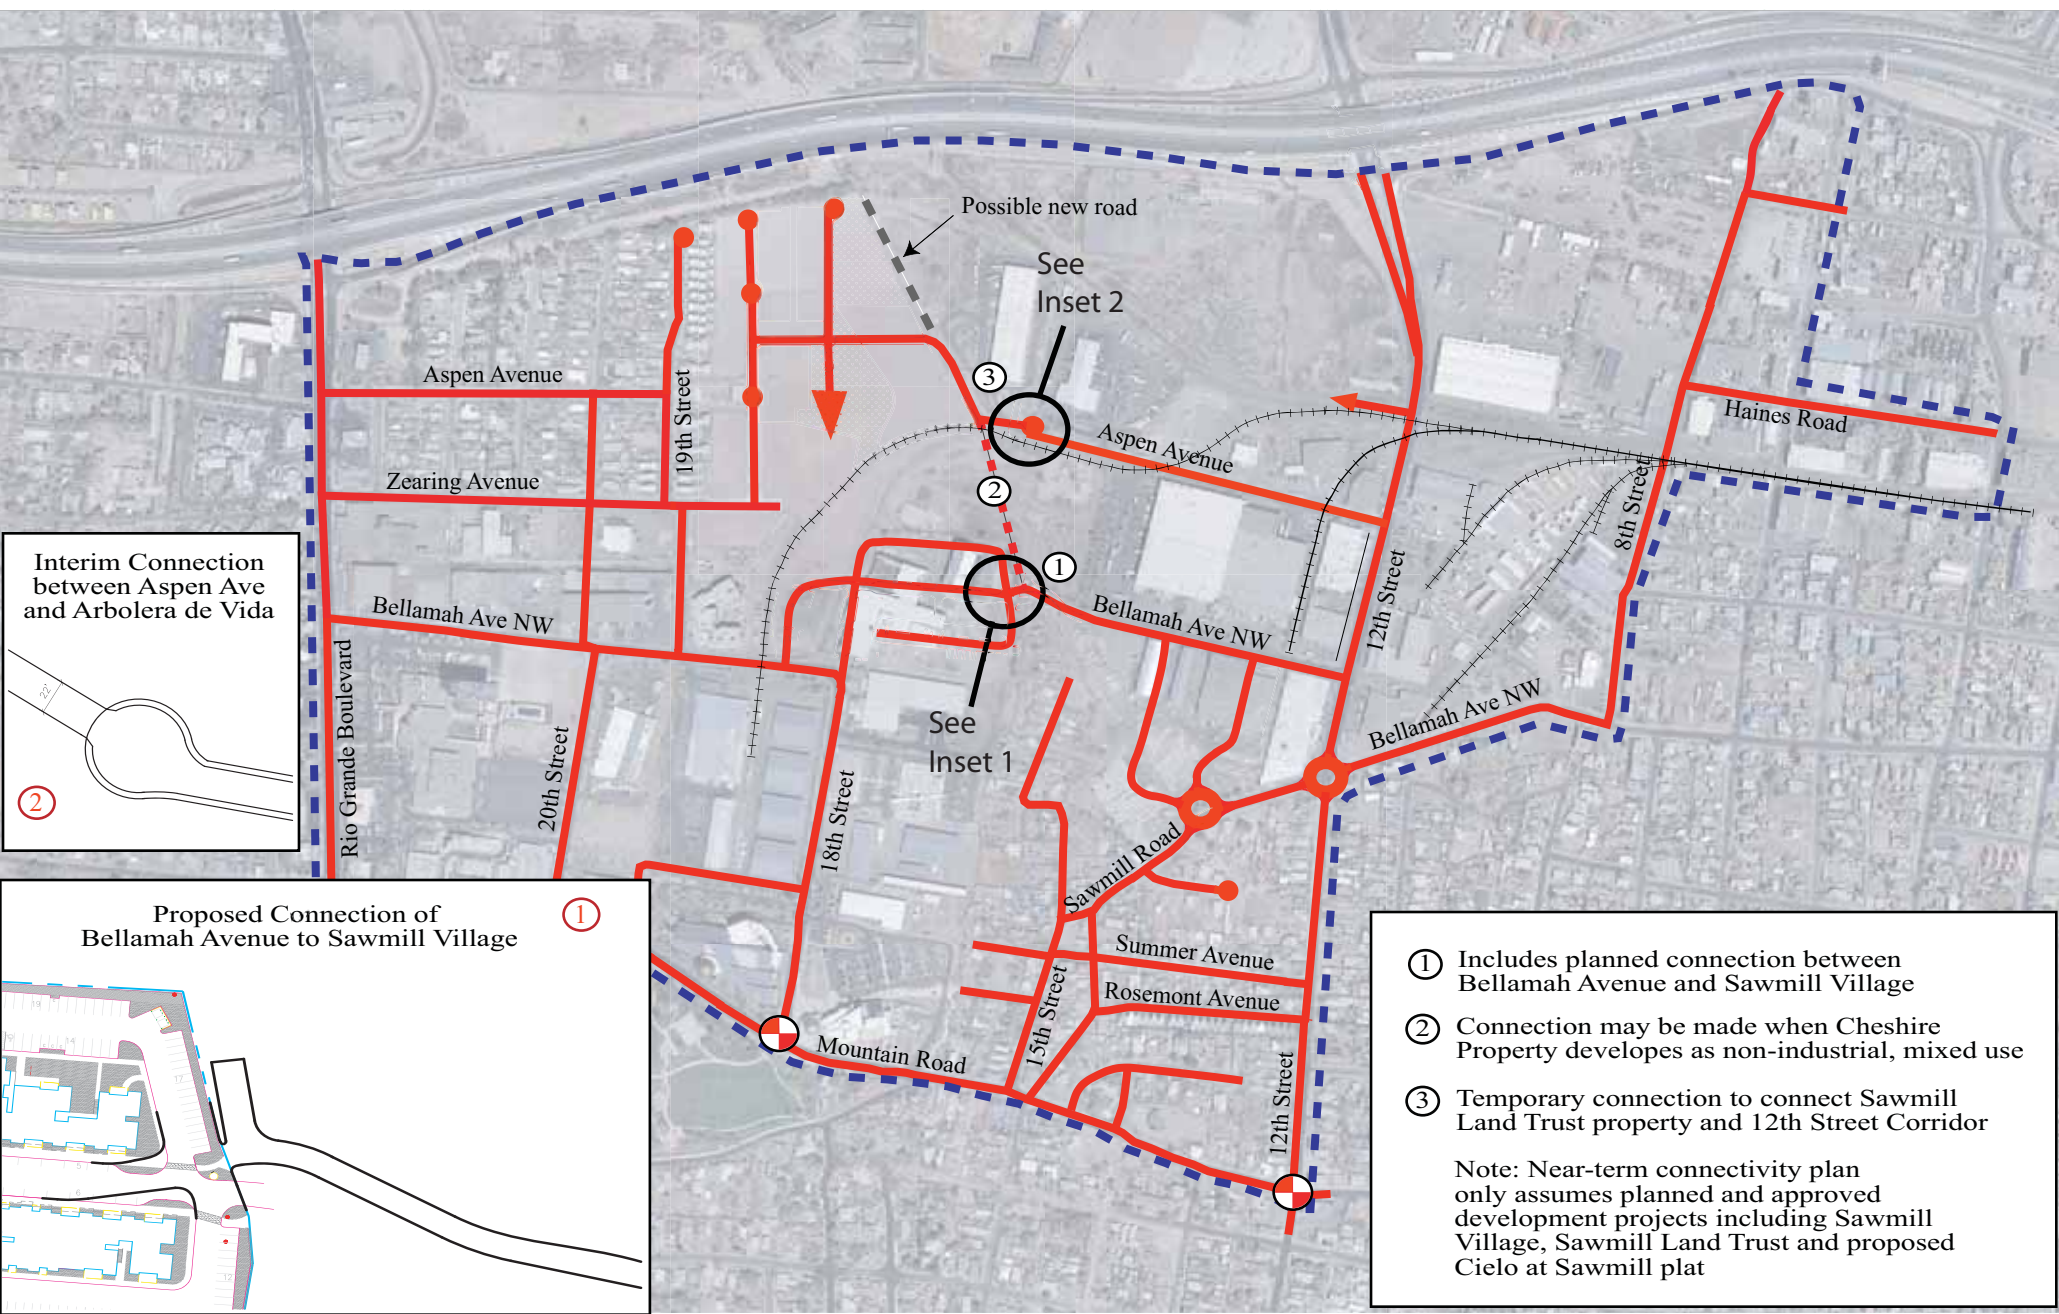 Possible new road
See
Inset 2
3
Aspen Avenue
19th Street
Aspen Avenue
Haines Road
Zearing Avenue
2
8th Street
1
12th Street
Bellamah Ave NW
Bellamah Ave NW
Rio Grande Boulevard
20th Street
18th Street
See
Inset 1
Bellamah Ave NW
Sawmill Road
Summer Avenue
Rosemont Avenue
15th Street
Mountain Road
12th Street
Interim Connection
between Aspen Ave
and Arbolera de Vida
22'
2
Proposed Connection of
Bellamah Avenue to Sawmill Village
1
19
14
17
5
6
12
1 Includes planned connection between
Bellamah Avenue and Sawmill Village
2 Connection may be made when Cheshire
Property developes as non-industrial, mixed use
3 Temporary connection to connect Sawmill
Land Trust property and 12th Street Corridor
Note: Near-term connectivity plan
only assumes planned and approved
development projects including Sawmill
Village, Sawmill Land Trust and proposed
Cielo at Sawmill plat